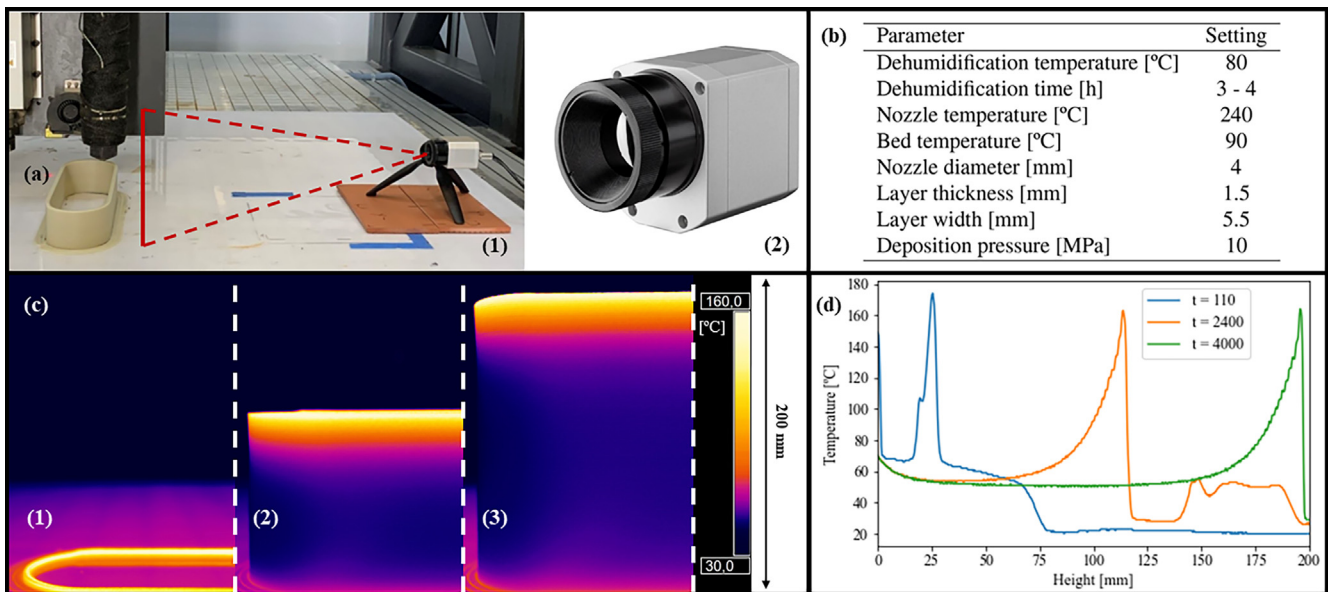 (a)
(1)
(2)
(b)
Parameter Setting
Dehumidification temperature [ºC] 80
Dehumidification time [h] 3 - 4
Nozzle temperature [ºC] 240
Bed temperature [ºC] 90
Nozzle diameter [mm] 4
Layer thickness [mm] 1.5
Layer width [mm] 5.5
Deposition pressure [MPa] 10
(c)
(1)
(2)
(3)
160,0
[ºC]
30,0
200 mm
(d)
t = 110
t = 2400
t = 4000
Temperature [ºC]
180
160
140
120
100
80
60
40
20
0 25 50 75 100 125 150 175 200
Height [mm]